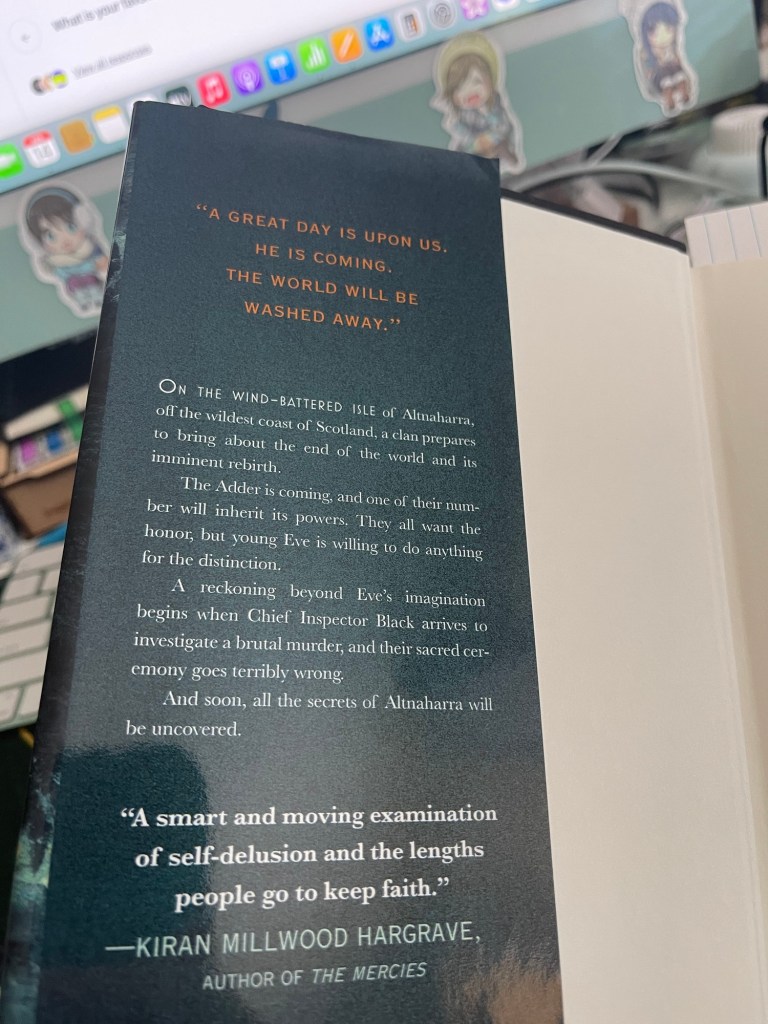 What is your
View all responses
“A GREAT DAY IS UPON US.
HE IS COMING.
THE WORLD WILL BE
WASHED AWAY.”
ON THE WIND-BATTERED ISLE of Altnaharra,
off the wildest coast of Scotland, a clan prepares
to bring about the end of the world and its
imminent rebirth.
The Adder is coming, and one of their num-
ber will inherit its powers. They all want the
honor, but young Eve is willing to do anything
for the distinction.
A reckoning beyond Eve’s imagination
begins when Chief Inspector Black arrives to
investigate a brutal murder, and their sacred cer-
emony goes terribly wrong.
And soon, all the secrets of Altnaharra will
be uncovered.
“A smart and moving examination
of self-delusion and the lengths
people go to keep faith.”
—KIRAN MILLWOOD HARGRAVE,
AUTHOR OF THE MERCIES